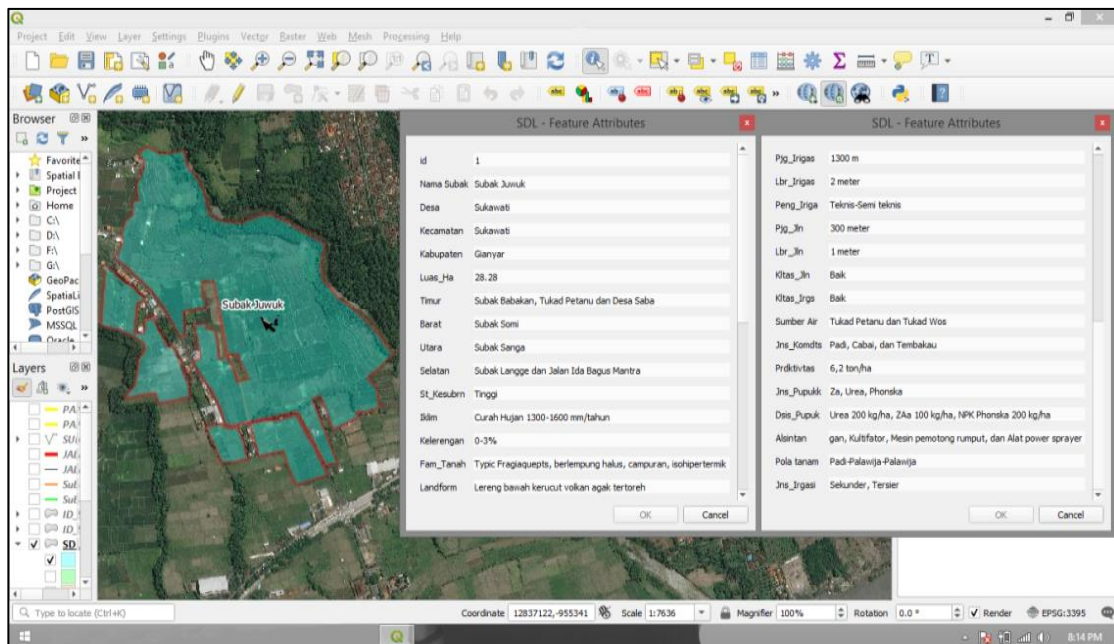 Project Edit View Layer Settings Plugins Vector Raster Web Mesh Processing Help
Browser
Favorite
Spatial
Project
Home
C:\
D:\
F:\
G:\
GeoPac
SpatiaLi
PostGIS
MSSQL
Oracle
Layers
PA
PA
JAL
JAL
Sul
ID_
ID_
SD
Subak Juwuk
SDL - Feature Attributes
id 1
Nama Subak Subak Juwuk
Desa Sukawati
Kecamatan Sukawati
Kabupaten Gianyar
Luas_Ha 28.28
Timur Subak Babakan, Tukad Petanu dan Desa Saba
Barat Subak Somi
Utara Subak Sanga
Selatan Subak Langge dan Jalan Ida Bagus Mantra
St_Kesubrn Tinggi
Iklim Curah Hujan 1300-1600 mm/tahun
Kelerengan 0-3%
Fam_Tanah Typic Fragiaquepts, berlempung halus, campuran, isohipertermik
Landform Lereng bawah kerucut volkan agak tertoreh
OK Cancel
SDL - Feature Attributes
Pjg_Irigas 1300 m
Lbr_Irigas 2 meter
Peng_Iriga Teknis-Semi teknis
Pjg_Jln 300 meter
Lbr_Jln 1 meter
Kltas_Jln Baik
Kltas_Irgs Baik
Sumber Air Tukad Petanu dan Tukad Wos
Jns_Komdts Padi, Cabai, dan Tembakau
Prdktivtas 6,2 ton/ha
Jns_Pupukk Za, Urea, Phonska
Dsis_Pupuk Urea 200 kg/ha, ZAa 100 kg/ha, NPK Phonska 200 kg/ha
Alsintan gan, Kultifator, Mesin pemotong rumput, dan Alat power sprayer
Pola tanam Padi-Palawija-Palawija
Jns_Irgasi Sekunder, Tersier
OK Cancel
Type to locate (Ctrl+K) Coordinate 12837122,-955341 Scale 1:7636 Magnifier 100% Rotation 0.0 ° Render EPSG:3395
8:14 PM